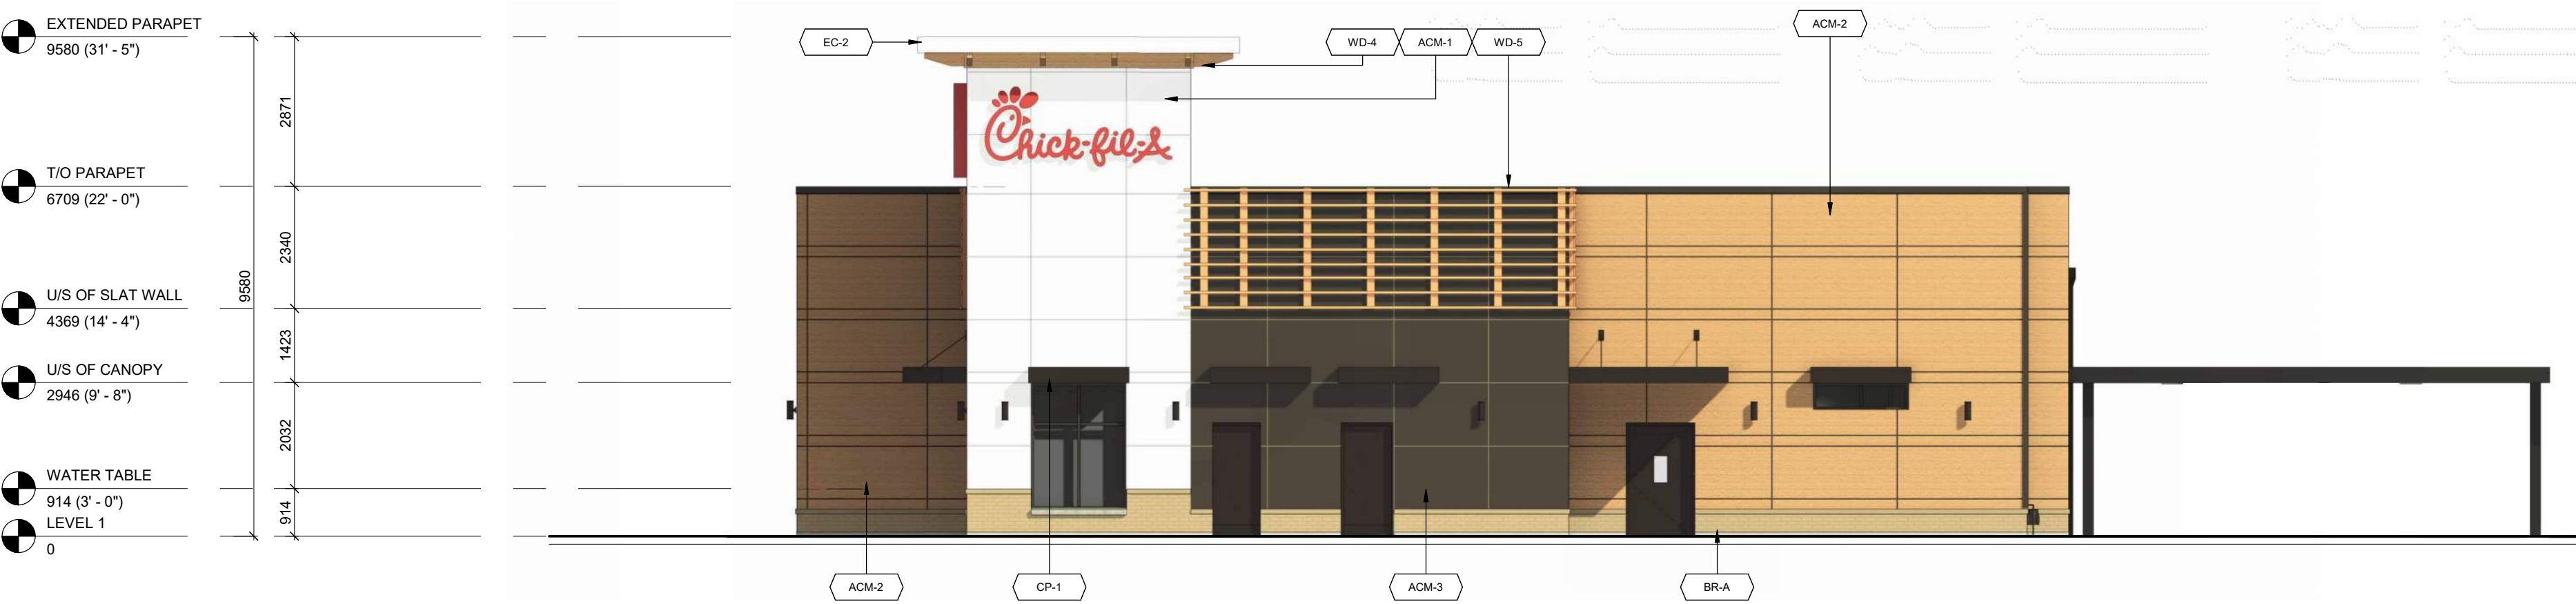 EXTENDED PARAPET
9580 (31' - 5")
T/O PARAPET
6709 (22' - 0")
U/S OF SLAT WALL
4369 (14' - 4")
U/S OF CANOPY
2946 (9' - 8")
WATER TABLE
914 (3' - 0")
LEVEL 1
0
9580
2871
2340
1423
2032
914
EC-2
WD-4
ACM-1
WD-5
ACM-2
Chick-fil-A
ACM-2
CP-1
ACM-3
BR-A